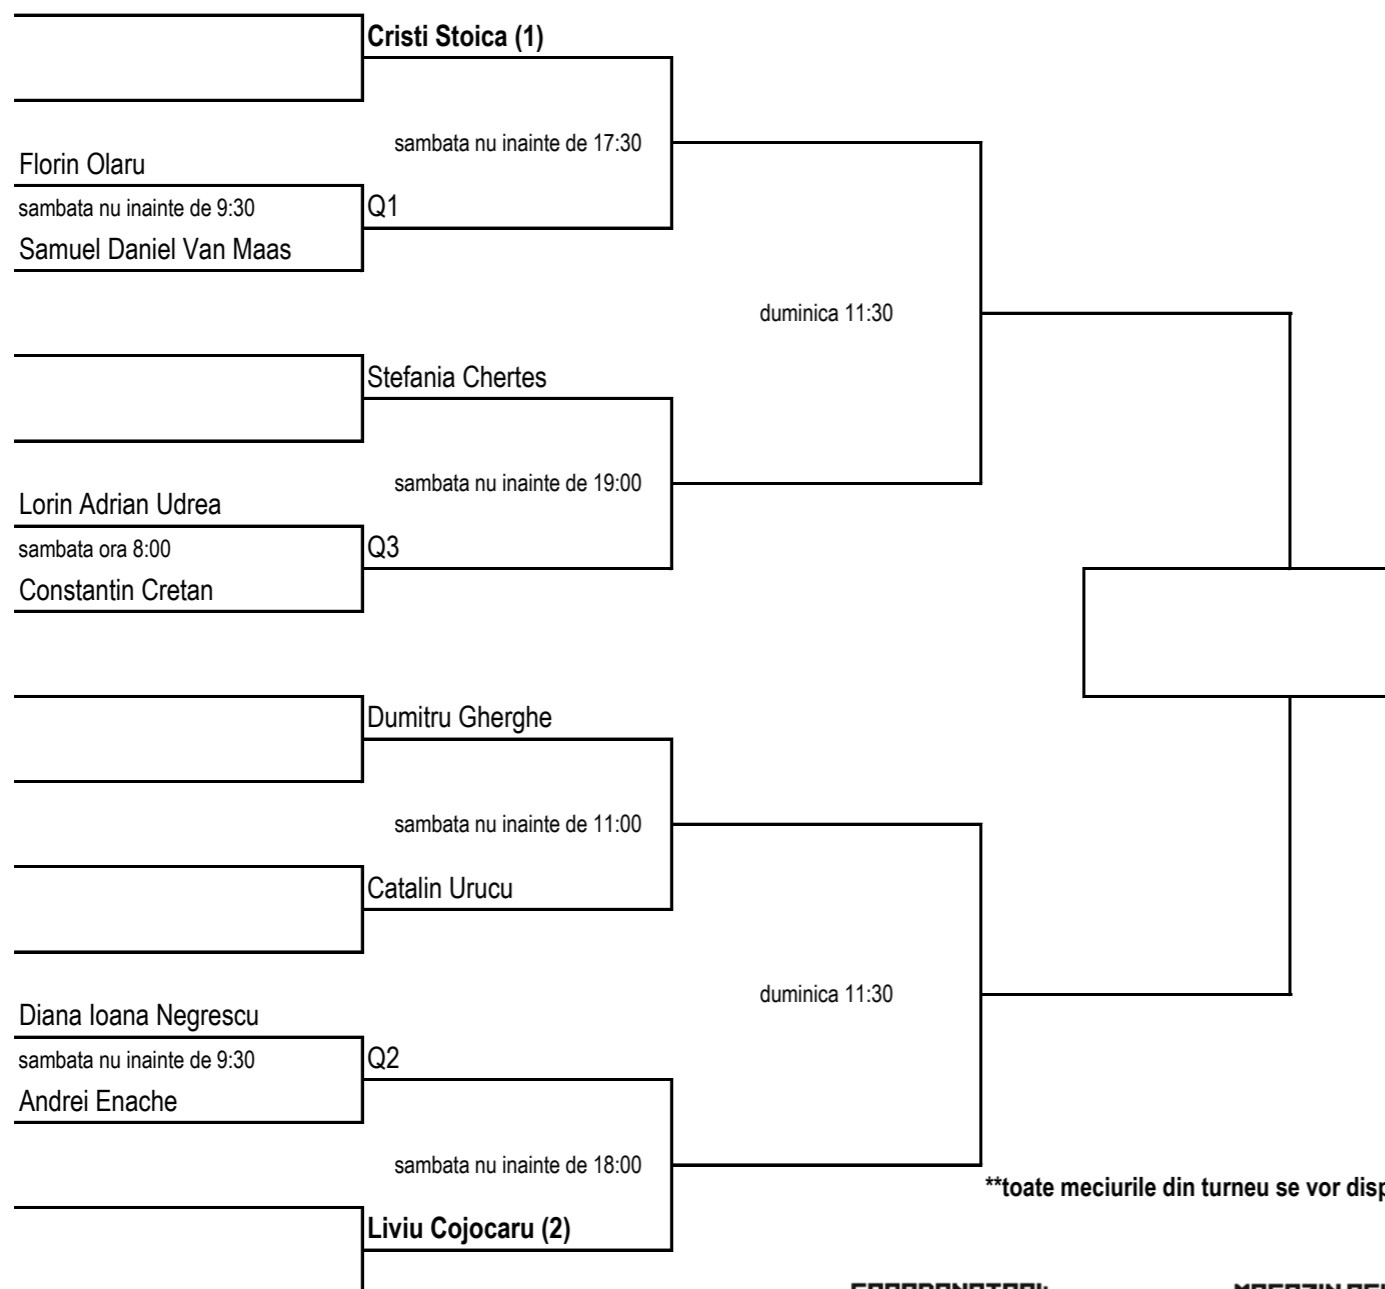 Cristi Stoica (1)
sambata nu inainte de 17:30
Florin Olaru
sambata nu inainte de 9:30
Q1
Samuel Daniel Van Maas
duminica 11:30
Stefania Chertes
sambata nu inainte de 19:00
Lorin Adrian Udrea
sambata ora 8:00
Q3
Constantin Cretan
Dumitru Gherghe
sambata nu inainte de 11:00
Catalin Urucu
duminica 11:30
Diana Ioana Negrescu
sambata nu inainte de 9:30
Q2
Andrei Enache
sambata nu inainte de 18:00
**toate meciurile din turneu se vor disp
Liviu Cojocaru (2)